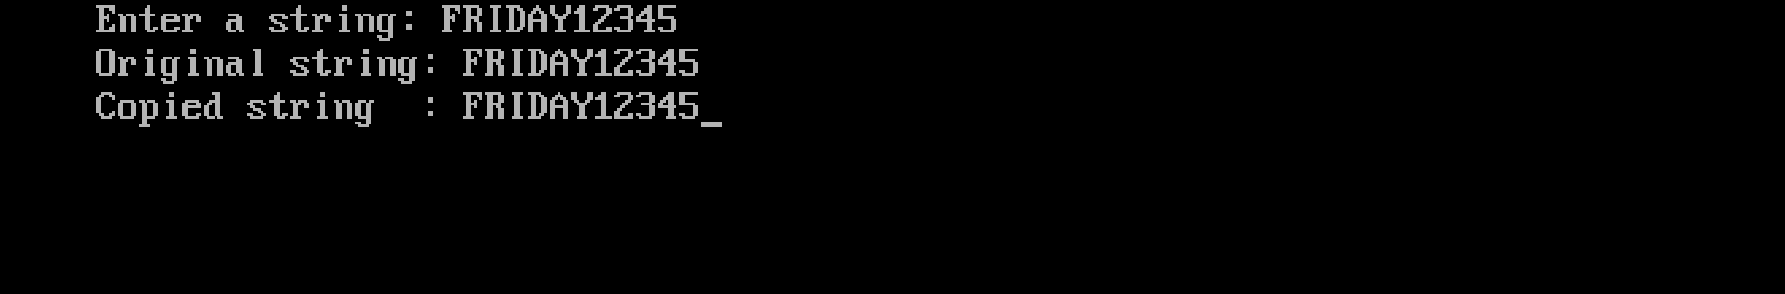 Enter a string: FRIDAY12345
Original string: FRIDAY12345
Copied string  : FRIDAY12345_